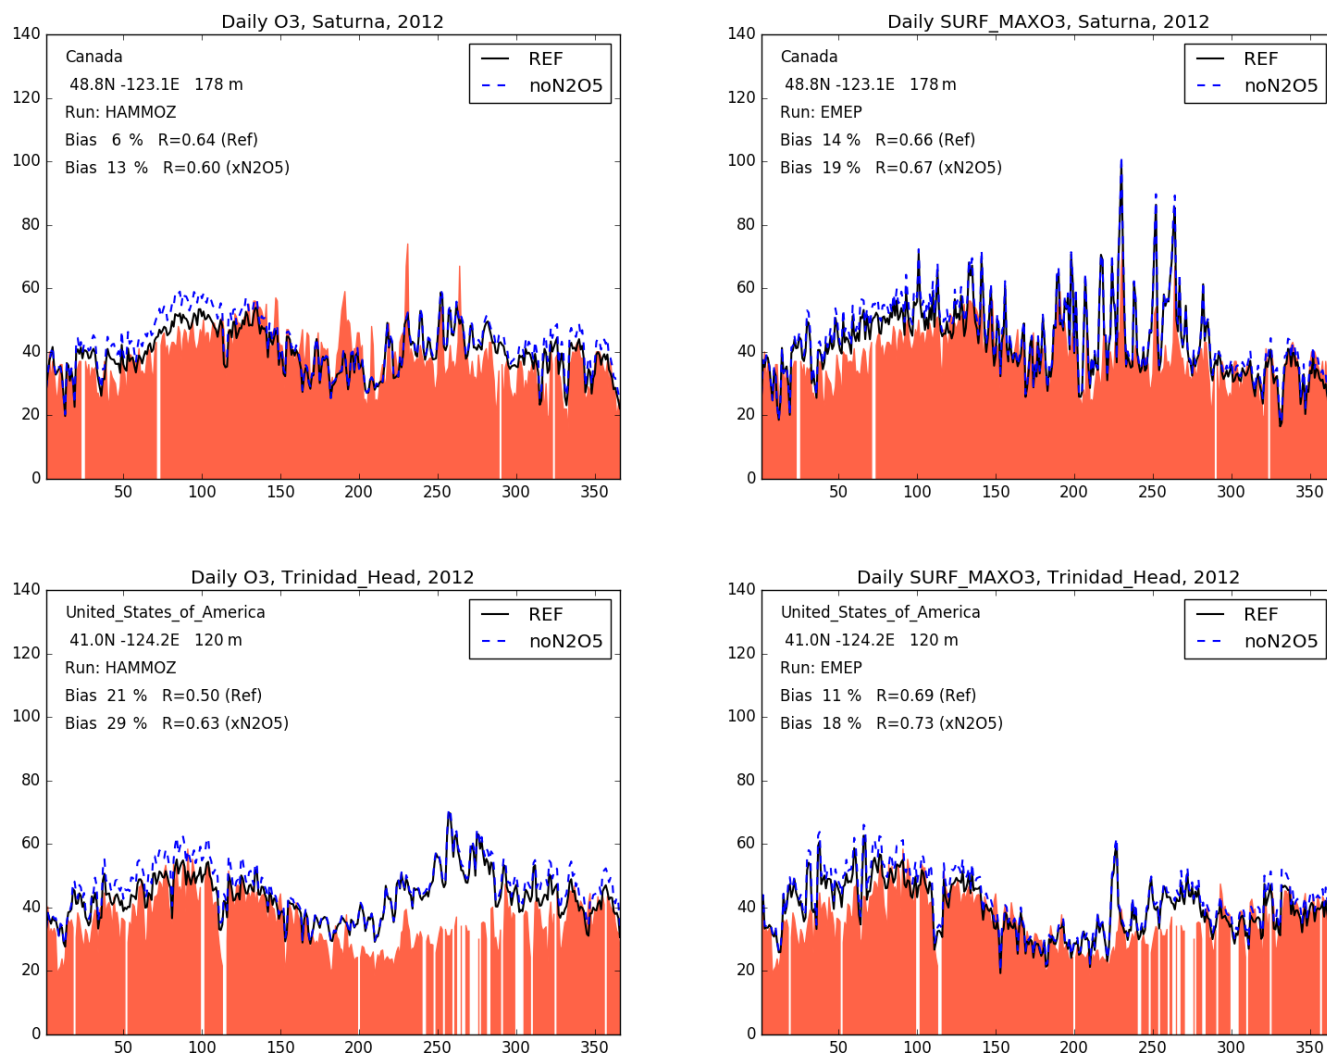 Daily O3, Saturna, 2012
140
120
100
80
60
40
20
0
Canada
48.8N -123.1E 178 m
Run: HAMMOZ
Bias 6 % R=0.64 (Ref)
Bias 13 % R=0.60 (xN2O5)
REF
noN2O5
50 100 150 200 250 300 350
Daily SURF_MAXO3, Saturna, 2012
140
120
100
80
60
40
20
0
Canada
48.8N -123.1E 178 m
Run: EMEP
Bias 14 % R=0.66 (Ref)
Bias 19 % R=0.67 (xN2O5)
REF
noN2O5
50 100 150 200 250 300 350
Daily O3, Trinidad_Head, 2012
140
120
100
80
60
40
20
0
United_States_of_America
41.0N -124.2E 120 m
Run: HAMMOZ
Bias 21 % R=0.50 (Ref)
Bias 29 % R=0.63 (xN2O5)
REF
noN2O5
50 100 150 200 250 300 350
Daily SURF_MAXO3, Trinidad_Head, 2012
140
120
100
80
60
40
20
0
United_States_of_America
41.0N -124.2E 120 m
Run: EMEP
Bias 11 % R=0.69 (Ref)
Bias 18 % R=0.73 (xN2O5)
REF
noN2O5
50 100 150 200 250 300 350